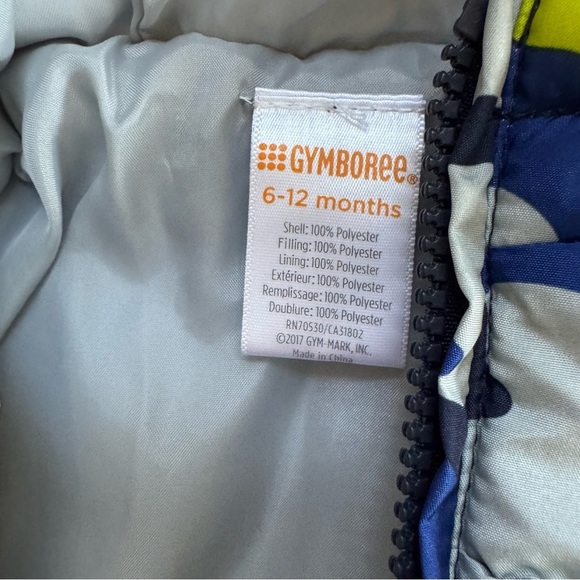 GYMBOREE®
6-12 months
Shell: 100% Polyester
Filling: 100% Polyester
Lining: 100% Polyester
Extérieur: 100% Polyester
Remplissage: 100% Polyester
Doublure: 100% Polyester
RN70530/CA31802
©2017 GYM-MARK, INC.
Made in China